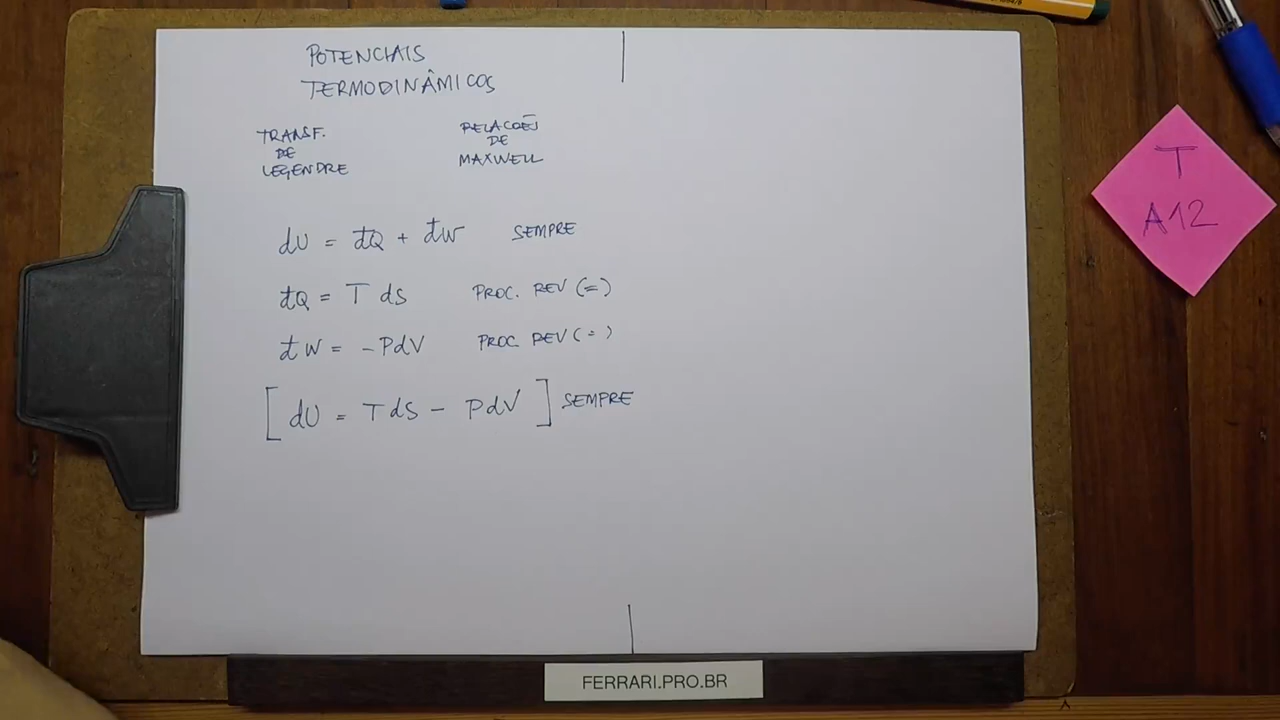 POTENCIAIS
TERMODINÂMICOS
TRANSF.
DE
LEGENDRE
RELAÇÕES
DE
MAXWELL
dU = đQ + đW SEMPRE
đQ = T dS PROC. REV (=)
đW = -PdV PROC. REV (=)
[ dU = TdS - PdV ] SEMPRE
T
A12
FERRARI.PRO.BR